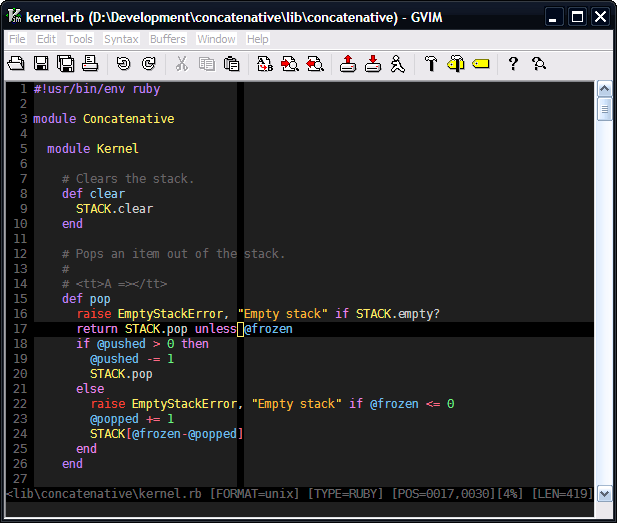 kernel.rb (D:\Development\concatenative\lib\concatenative) - GVIM
File Edit Tools Syntax Buffers Window Help
1 #!usr/bin/env ruby
2
3 module Concatenative
4
5   module Kernel
6
7     # Clears the stack.
8     def clear
9       STACK.clear
10     end
11
12     # Pops an item out of the stack.
13     #
14     # <tt>A =></tt>
15     def pop
16       raise EmptyStackError, "Empty stack" if STACK.empty?
17       return STACK.pop unless @frozen
18       if @pushed > 0 then
19         @pushed -= 1
20         STACK.pop
21       else
22         raise EmptyStackError, "Empty stack" if @frozen <= 0
23         @popped += 1
24         STACK[@frozen-@popped]
25       end
26     end
27
<lib\concatenative\kernel.rb [FORMAT=unix] [TYPE=RUBY] [POS=0017,0030][4%] [LEN=419]